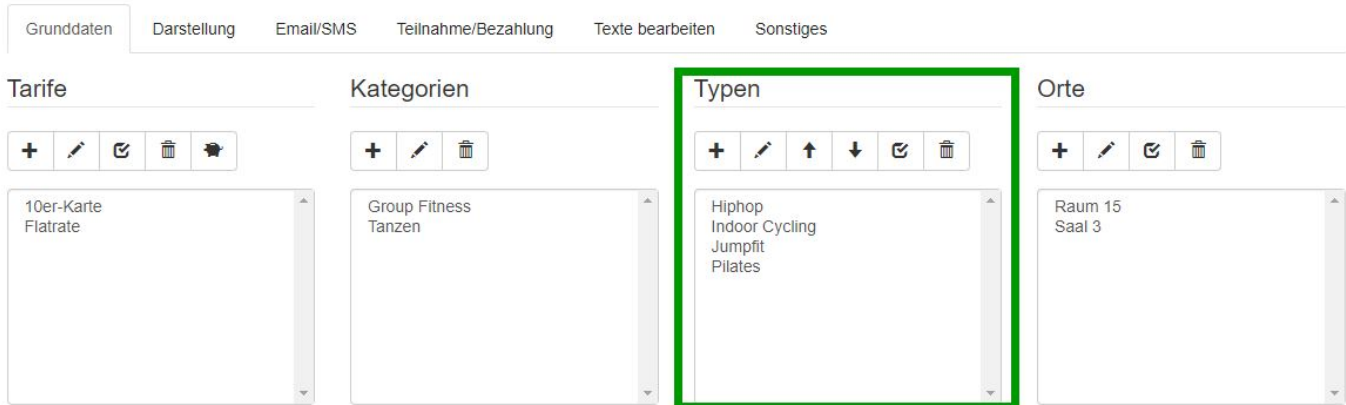 Grunddaten Darstellung Email/SMS Teilnahme/Bezahlung Texte bearbeiten Sonstiges
Tarife
10er-Karte
Flatrate
Kategorien
Group Fitness
Tanzen
Typen
Hiphop
Indoor Cycling
Jumpfit
Pilates
Orte
Raum 15
Saal 3